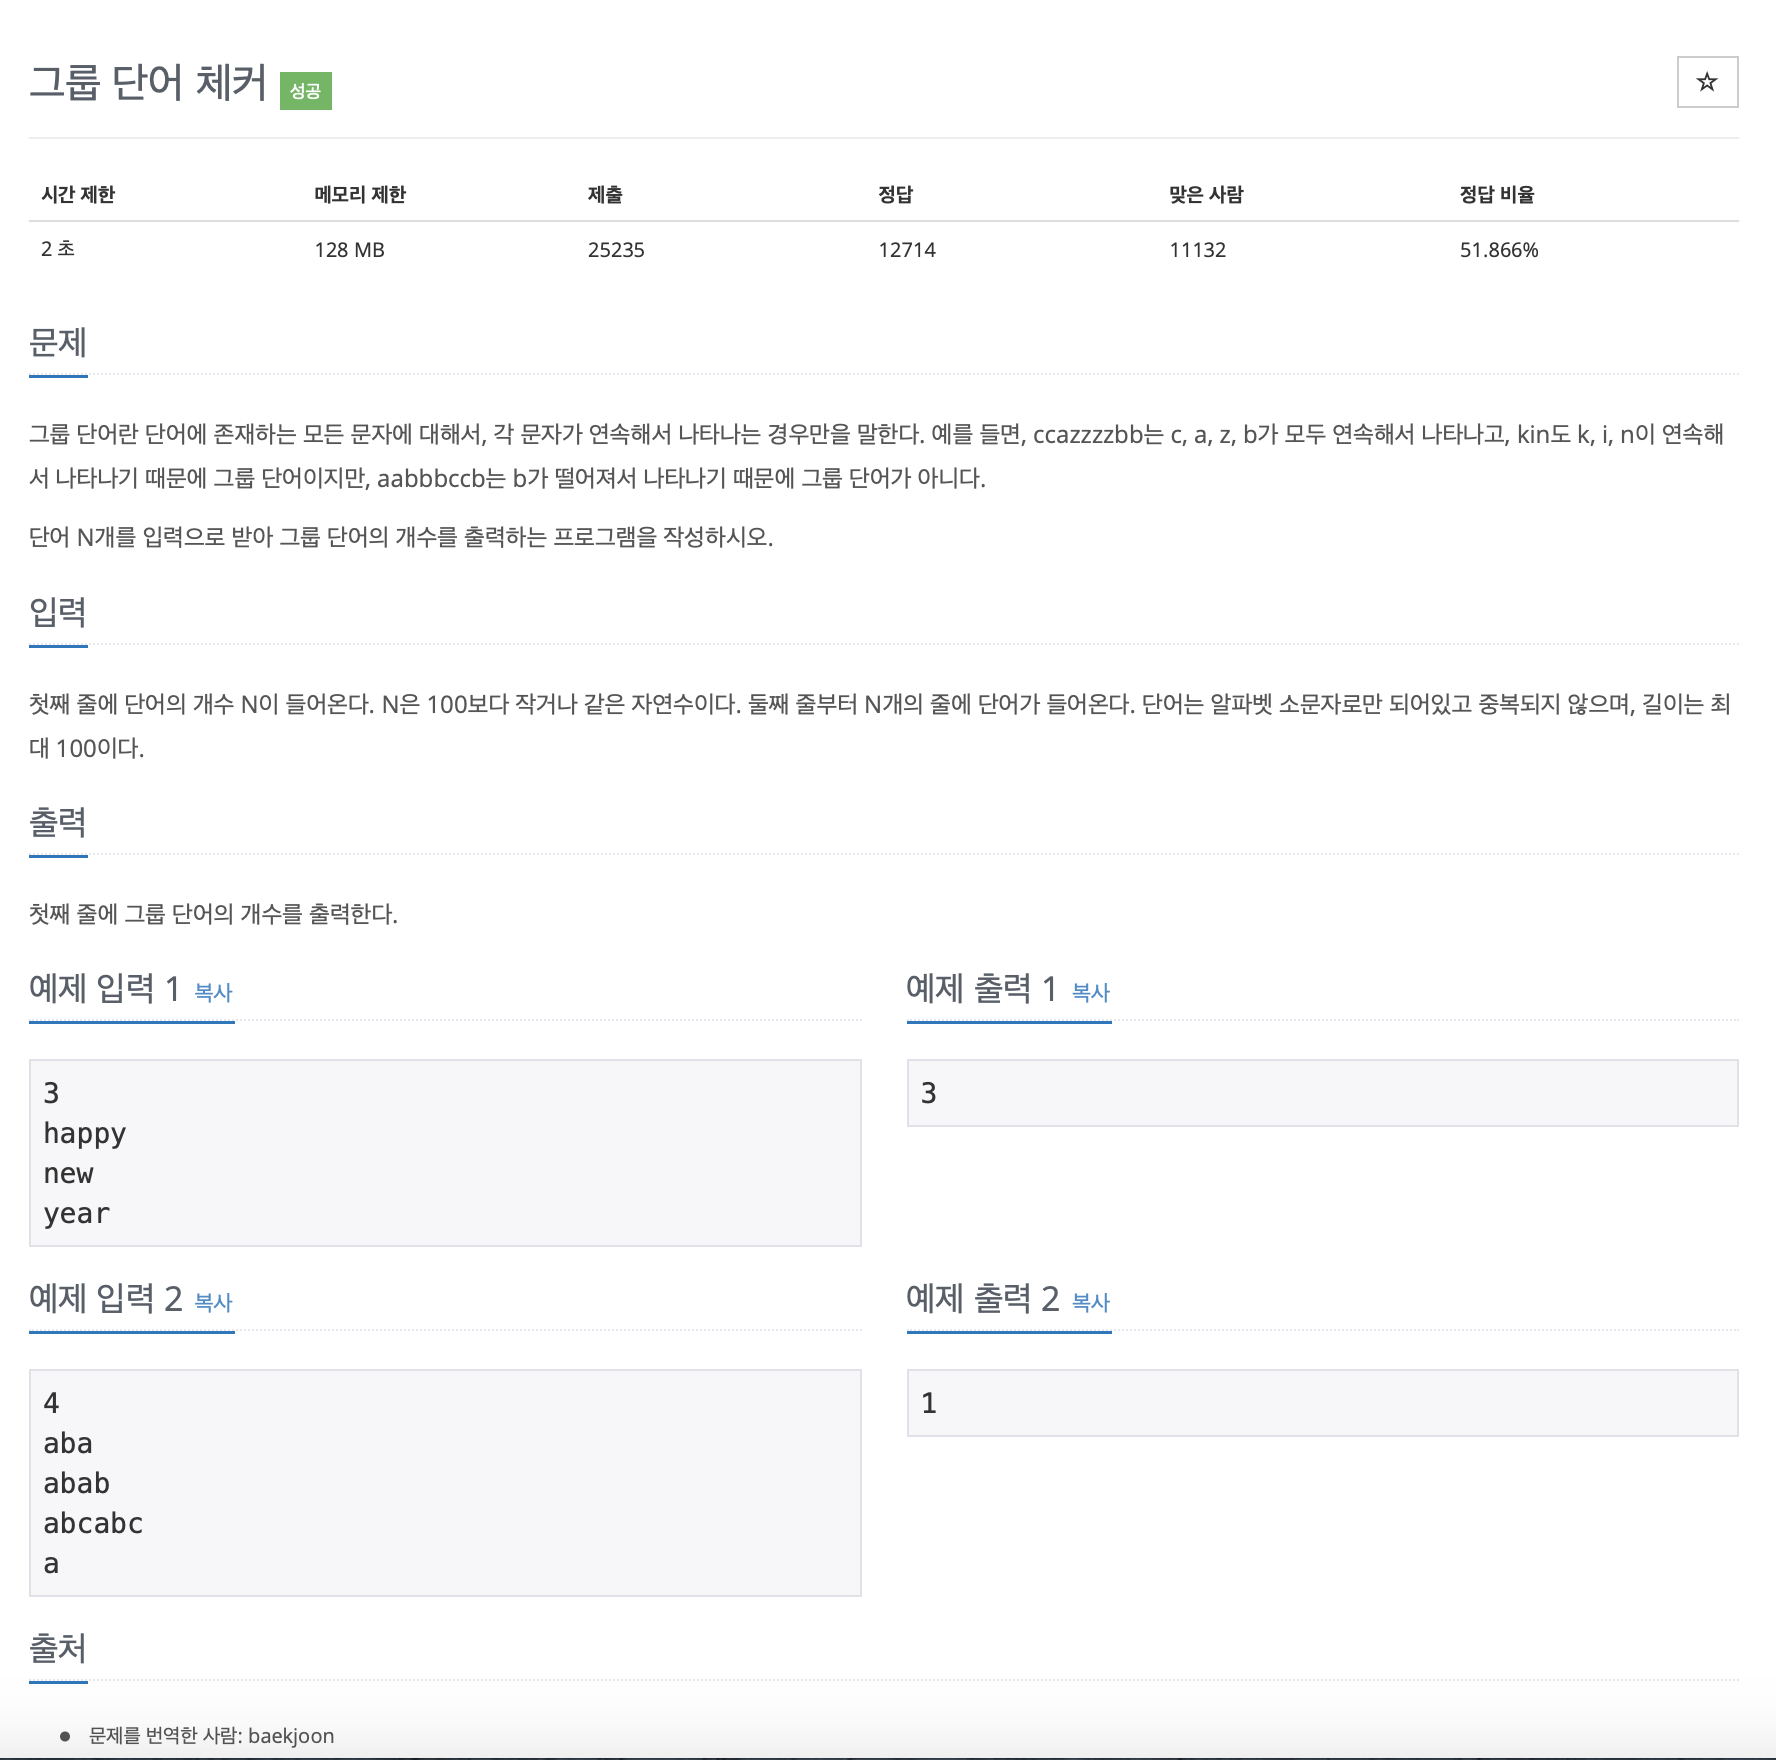 그룹 단어 체커 성공
☆
시간 제한 메모리 제한 제출 정답 맞은 사람 정답 비율
2 초 128 MB 25235 12714 11132 51.866%
문제
그룹 단어란 단어에 존재하는 모든 문자에 대해서, 각 문자가 연속해서 나타나는 경우만을 말한다. 예를 들면, ccazzzzbb는 c, a, z, b가 모두 연속해서 나타나고, kin도 k, i, n이 연속해
서 나타나기 때문에 그룹 단어이지만, aabbbccb는 b가 떨어져서 나타나기 때문에 그룹 단어가 아니다.
단어 N개를 입력으로 받아 그룹 단어의 개수를 출력하는 프로그램을 작성하시오.
입력
첫째 줄에 단어의 개수 N이 들어온다. N은 100보다 작거나 같은 자연수이다. 둘째 줄부터 N개의 줄에 단어가 들어온다. 단어는 알파벳 소문자로만 되어있고 중복되지 않으며, 길이는 최
대 100이다.
출력
첫째 줄에 그룹 단어의 개수를 출력한다.
예제 입력 1 복사
3
happy
new
year
예제 출력 1 복사
3
예제 입력 2 복사
4
aba
abab
abcabc
a
예제 출력 2 복사
1
출처
● 문제를 번역한 사람: baekjoon